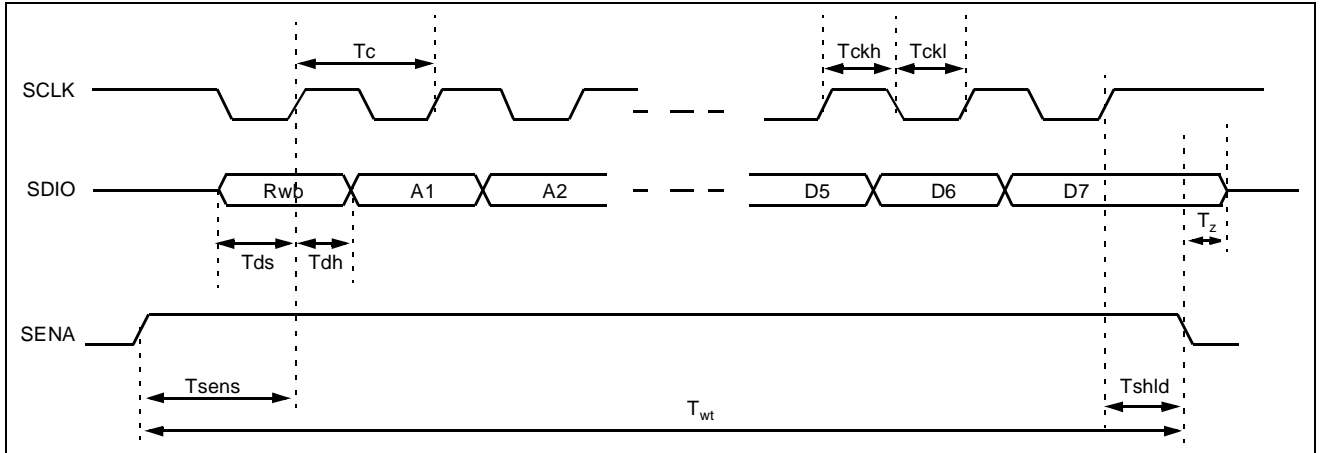 Tc
Tckh
Tckl
SCLK
SDIO
Rwb
A1
A2
D5
D6
D7
Tz
Tds
Tdh
SENA
Tsens
Tshld
Twt